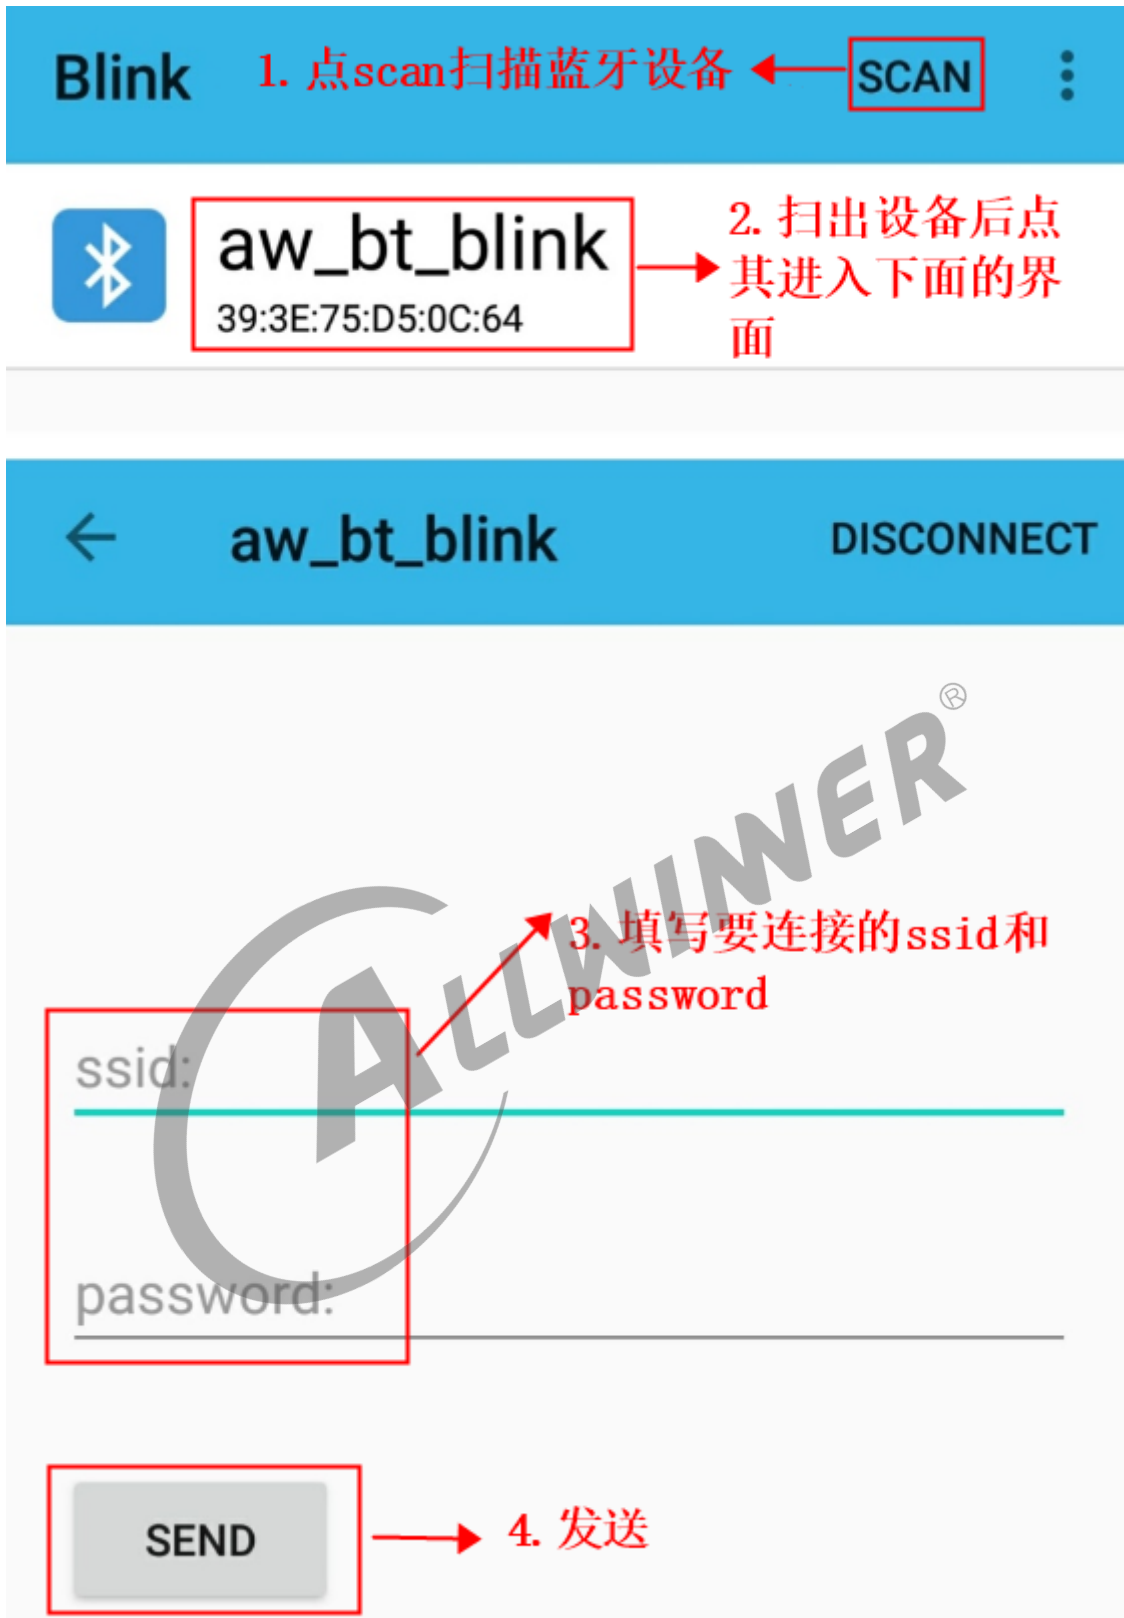 Blink
1. 点scan扫描蓝牙设备
SCAN
aw_bt_blink
39:3E:75:D5:0C:64
2. 扫出设备后点
其进入下面的界
面
aw_bt_blink
DISCONNECT
ALLWINNER®
3. 填写要连接的ssid和
password
ssid:
password:
SEND
4. 发送